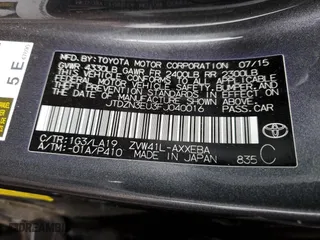 MFD. BY: TOYOTA MOTOR CORPORATION 07/15
GVWR 4330LB GAWR FR 2400LB RR 2300LB
THIS VEHICLE CONFORMS TO ALL APPLICABLE
FEDERAL MOTOR VEHICLE SAFETY, BUMPER, AND
THEFT PREVENTION STANDARDS IN EFFECT ON THE DATE
OF MANUFACTURE SHOWN ABOVE.
PASS. CAR
C/TR:1G3/LA19 ZVW41L-AXXEBA
A/TM:-01A/P410 MADE IN JAPAN 835 C
TOYOTA
5 E